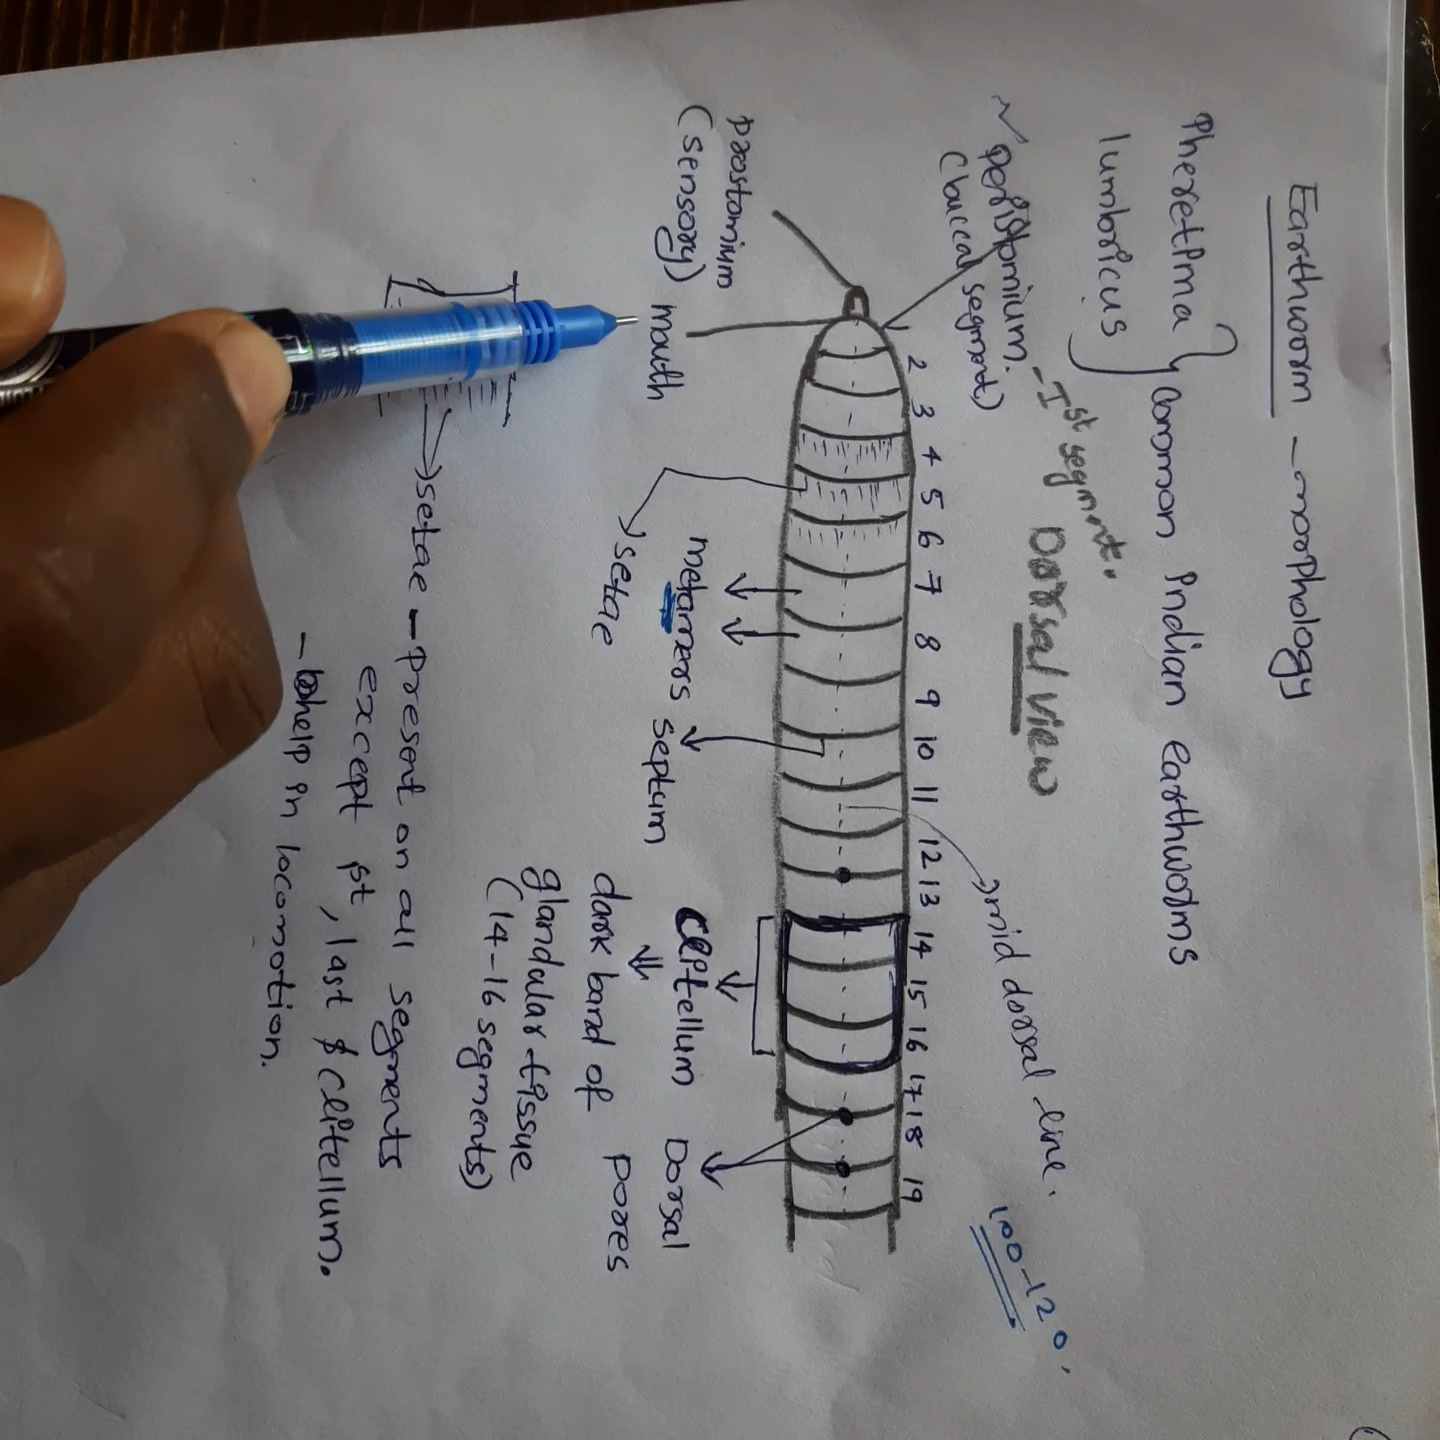 Earthworm - morphology
Pheretima
lumbricus
} common Indian earthworms
~ peristomium. - Ist segment.
(buccal segment)
Dorsal view
1 2 3 4 5 6 7 8 9 10 11 12 13 14 15 16 17 18 19
mid dorsal line.
100-120.
prostomium
(sensory)
mouth
setae
metamers
septum
clitellum
dark band of
glandular tissue
(14-16 segments)
Dorsal
pores
setae - Present on all segments
except 1st, last & clitellum.
- help in locomotion.